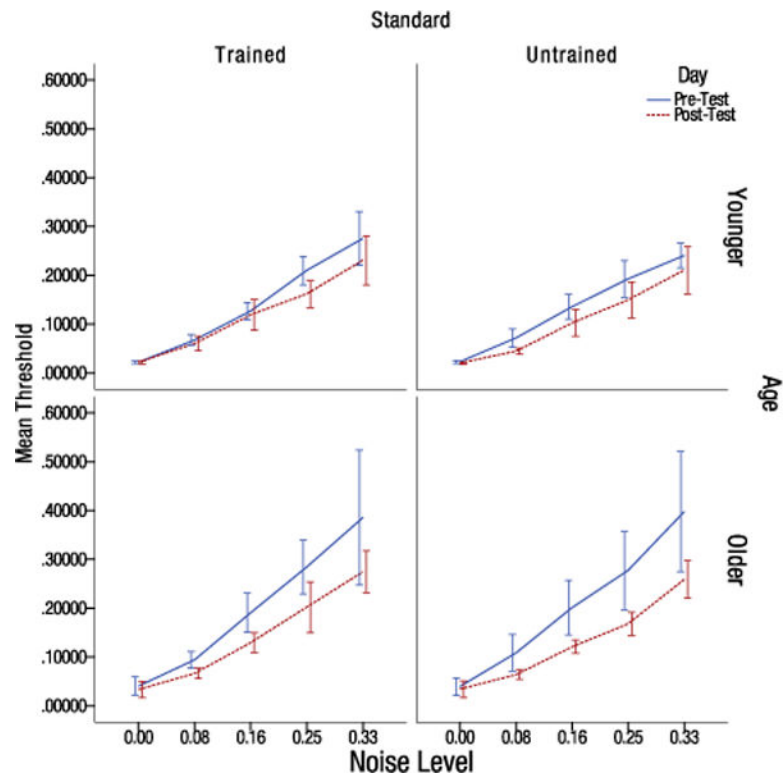 Standard
Trained Untrained
Day
Pre-Test
Post-Test
.60000
.50000
.40000
.30000
.20000
.10000
.00000
Younger
Mean Threshold
Age
.60000
.50000
.40000
.30000
.20000
.10000
.00000
Older
0.00 0.08 0.16 0.25 0.33 0.00 0.08 0.16 0.25 0.33
Noise Level